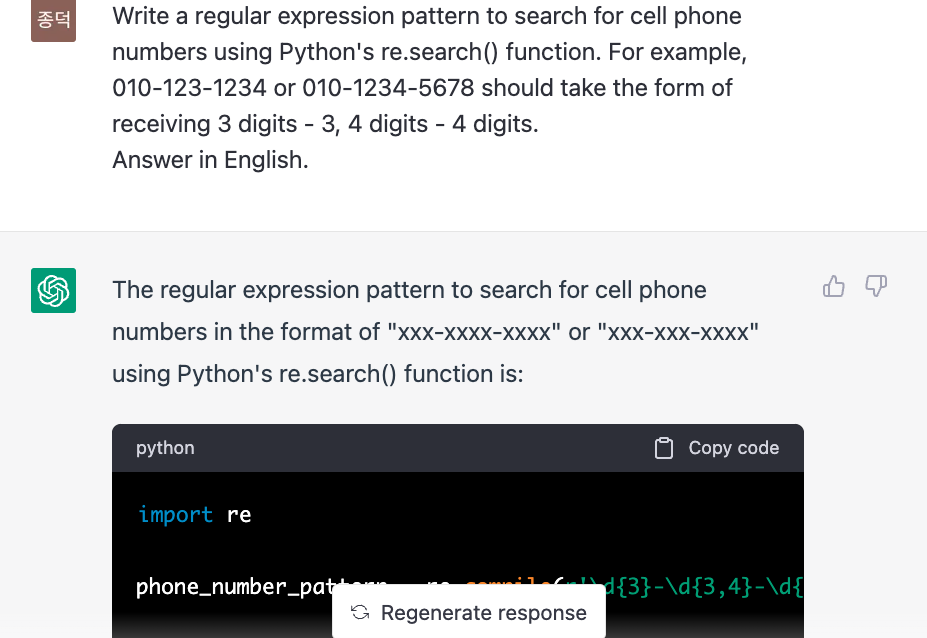 종덕
Write a regular expression pattern to search for cell phone
numbers using Python's re.search() function. For example,
010-123-1234 or 010-1234-5678 should take the form of
receiving 3 digits - 3, 4 digits - 4 digits.
Answer in English.
The regular expression pattern to search for cell phone
numbers in the format of "xxx-xxxx-xxxx" or "xxx-xxx-xxxx"
using Python's re.search() function is:
python Copy code
import re
\d{3}-\d{3,4}-\d{
Regenerate response